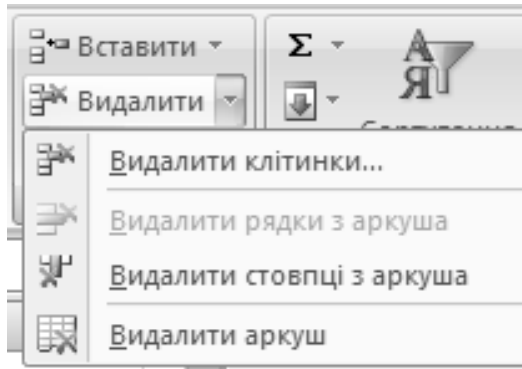 Вставити
Σ
А
Я
Видалити
Видалити клітинки...
Видалити рядки з аркуша
Видалити стовпці з аркуша
Видалити аркуш